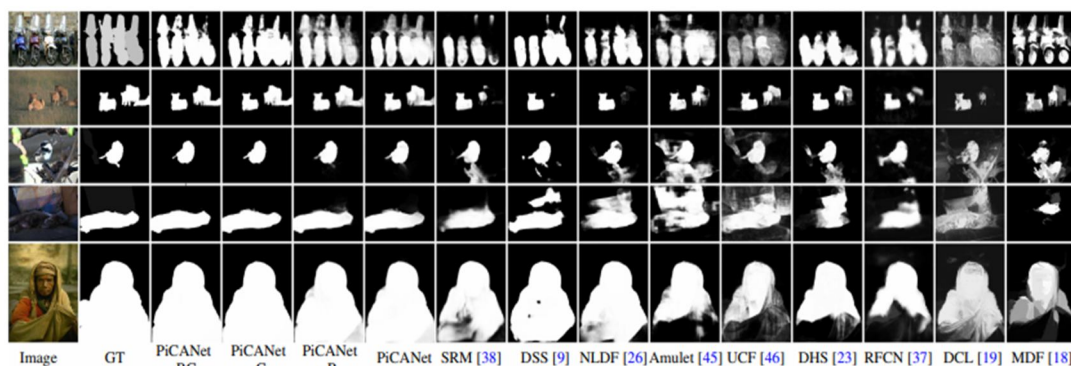 Image GT PiCANet PiCANet PiCANet PiCANet SRM [38] DSS [9] NLDF [26] Amulet [45] UCF [46] DHS [23] RFCN [37] DCL [19] MDF [18]